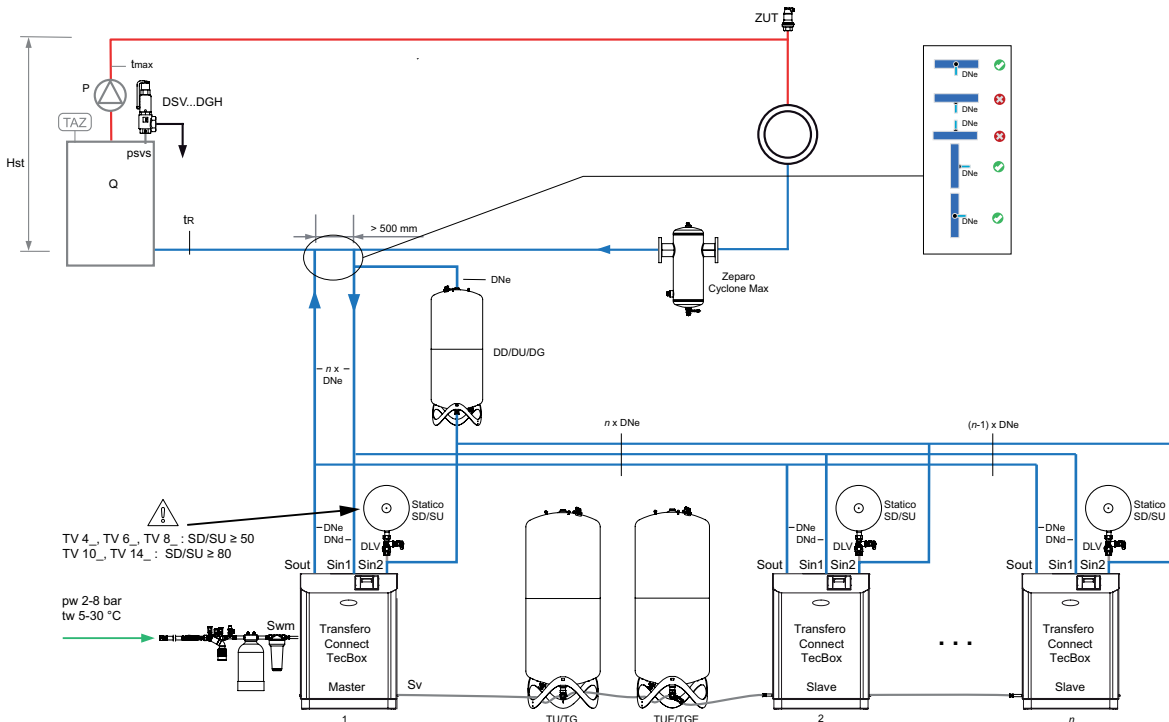 ZUT
tmax
P
DSV...DGH
TAZ
psvs
Hst
Q
tR
> 500 mm
DNe
DNe
DNe
DNe
DNe
Zeparo
Cyclone Max
DNe
DD/DU/DG
n x
DNe
n x DNe
(n-1) x DNe
TV 4_, TV 6_, TV 8_ : SD/SU ≥ 50
TV 10_, TV 14_ : SD/SU ≥ 80
Statico
SD/SU
DNe
DNd
DLV
Sout
Sin1
Sin2
Statico
SD/SU
DNe
DNd
DLV
Sout
Sin1
Sin2
Statico
SD/SU
DNe
DNd
DLV
Sout
Sin1
Sin2
pw 2-8 bar
tw 5-30 °C
Swm
Transfero
Connect
TecBox
Master
1
Sv
TU/TG
TUE/TGE
Transfero
Connect
TecBox
Slave
2
. . .
Transfero
Connect
TecBox
Slave
n